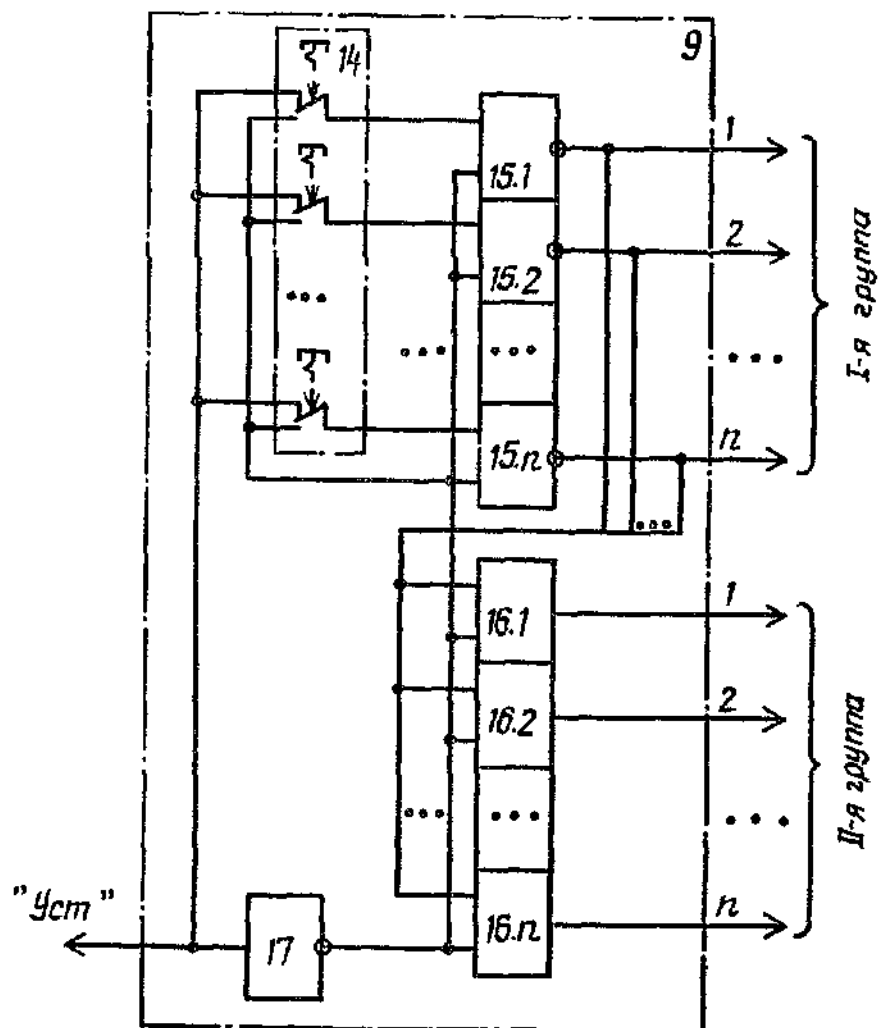 9
14
15.1
1
15.2
2
• • •
• • •
• • •
• • •
15.n
n
I-я группа
• • •
16.1
1
16.2
2
• • •
• • •
• • •
16.n
n
II-я группа
"Уст"
17